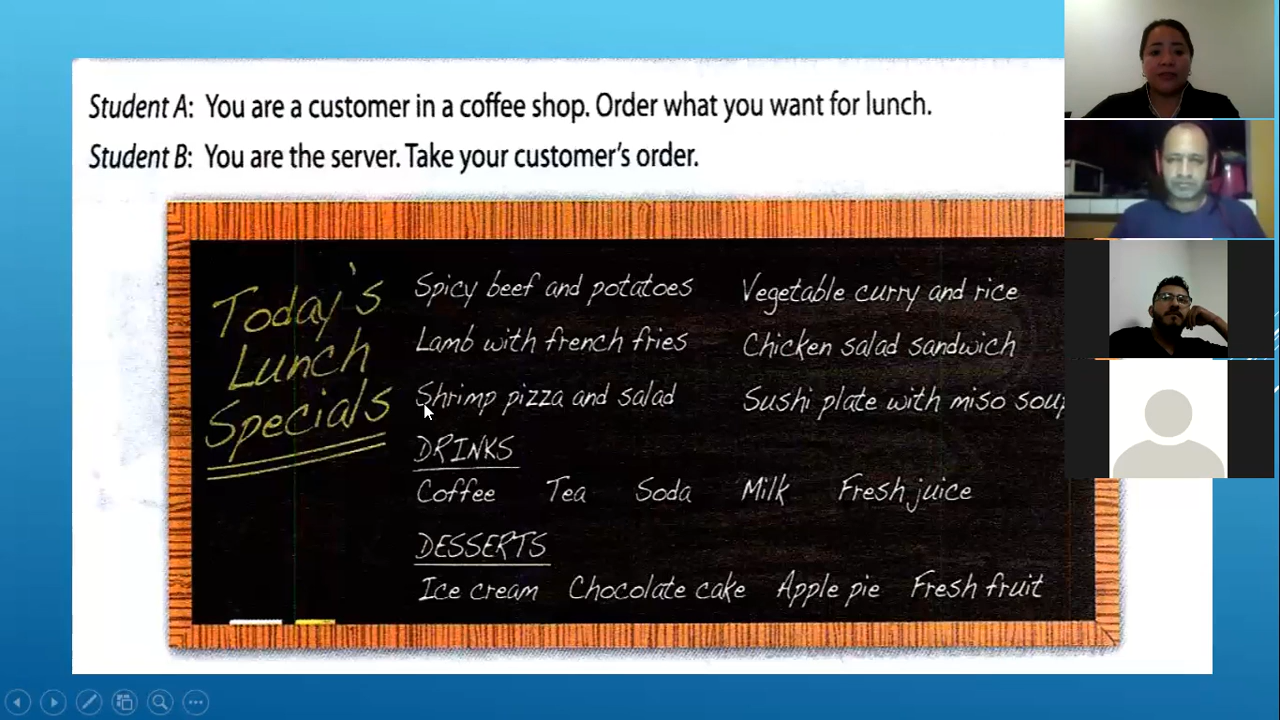 Student A: You are a customer in a coffee shop. Order what you want for lunch.
Student B: You are the server. Take your customer's order.
Today's
Lunch
Specials
Spicy beef and potatoes
Vegetable curry and rice
Lamb with french fries
Chicken salad sandwich
Shrimp pizza and salad
Sushi plate with miso
DRINKS
Coffee Tea Soda Milk Fresh juice
DESSERTS
Ice cream Chocolate cake Apple pie Fresh fruit